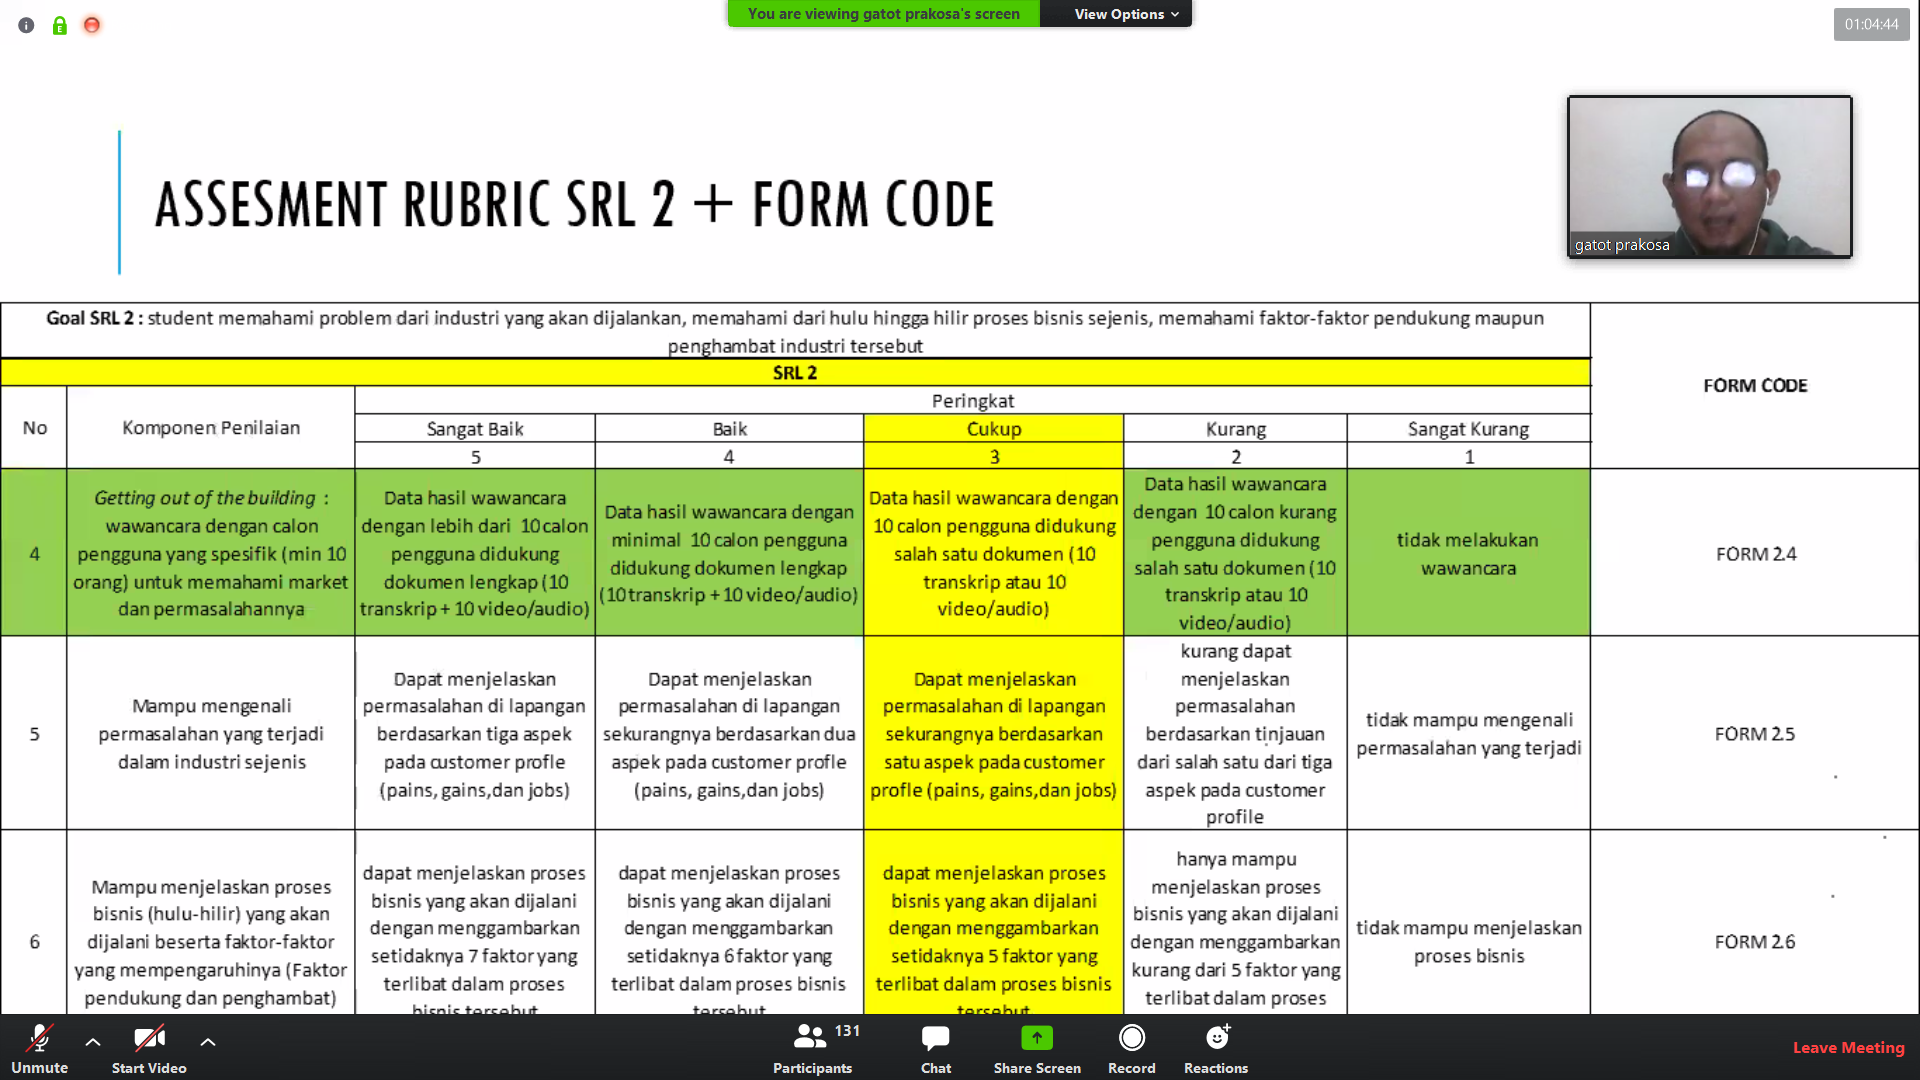 You are viewing gatot prakosa's screen
View Options
01:04:44
gatot prakosa
ASSESMENT RUBRIC SRL 2 + FORM CODE
Goal SRL 2 : student memahami problem dari industri yang akan dijalankan, memahami dari hulu hingga hilir proses bisnis sejenis, memahami faktor-faktor pendukung maupun
penghambat industri tersebut
FORM CODE
SRL 2
No
Komponen Penilaian
Peringkat
Sangat Baik
Baik
Cukup
Kurang
Sangat Kurang
5
4
3
2
1
4
Getting out of the building :
wawancara dengan calon
pengguna yang spesifik (min 10
orang) untuk memahami market
dan permasalahannya
Data hasil wawancara
dengan lebih dari 10 calon
pengguna didukung
dokumen lengkap (10
transkrip + 10 video/audio)
Data hasil wawancara dengan
minimal 10 calon pengguna
didukung dokumen lengkap
(10 transkrip + 10 video/audio)
Data hasil wawancara dengan
10 calon pengguna didukung
salah satu dokumen (10
transkrip atau 10
video/audio)
Data hasil wawancara
dengan 10 calon kurang
pengguna didukung
salah satu dokumen (10
transkrip atau 10
video/audio)
tidak melakukan
wawancara
FORM 2.4
5
Mampu mengenali
permasalahan yang terjadi
dalam industri sejenis
Dapat menjelaskan
permasalahan di lapangan
berdasarkan tiga aspek
pada customer profle
(pains, gains,dan jobs)
Dapat menjelaskan
permasalahan di lapangan
sekurangnya berdasarkan dua
aspek pada customer profle
(pains, gains,dan jobs)
Dapat menjelaskan
permasalahan di lapangan
sekurangnya berdasarkan
satu aspek pada customer
profle (pains, gains,dan jobs)
kurang dapat
menjelaskan
permasalahan
berdasarkan tinjauan
dari salah satu dari tiga
aspek pada customer
profile
tidak mampu mengenali
permasalahan yang terjadi
FORM 2.5
6
Mampu menjelaskan proses
bisnis (hulu-hilir) yang akan
dijalani beserta faktor-faktor
yang mempengaruhinya (Faktor
pendukung dan penghambat)
dapat menjelaskan proses
bisnis yang akan dijalani
dengan menggambarkan
setidaknya 7 faktor yang
terlibat dalam proses
bisnis tersebut
dapat menjelaskan proses
bisnis yang akan dijalani
dengan menggambarkan
setidaknya 6 faktor yang
terlibat dalam proses bisnis
tersebut
dapat menjelaskan proses
bisnis yang akan dijalani
dengan menggambarkan
setidaknya 5 faktor yang
terlibat dalam proses bisnis
tersebut
hanya mampu
menjelaskan proses
bisnis yang akan dijalani
dengan menggambarkan
kurang dari 5 faktor yang
terlibat dalam proses
tidak mampu menjelaskan
proses bisnis
FORM 2.6
Unmute
Start Video
Participants
131
Chat
Share Screen
Record
Reactions
Leave Meeting